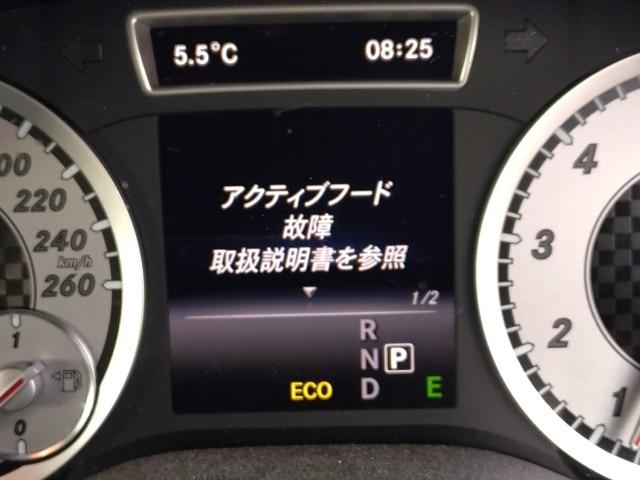 5.5°C 08:25
アクティブフード
故障
取扱説明書を参照
1/2
R
N P
ECO D E
220
240
km/h
260
1
0
4
3
2
1